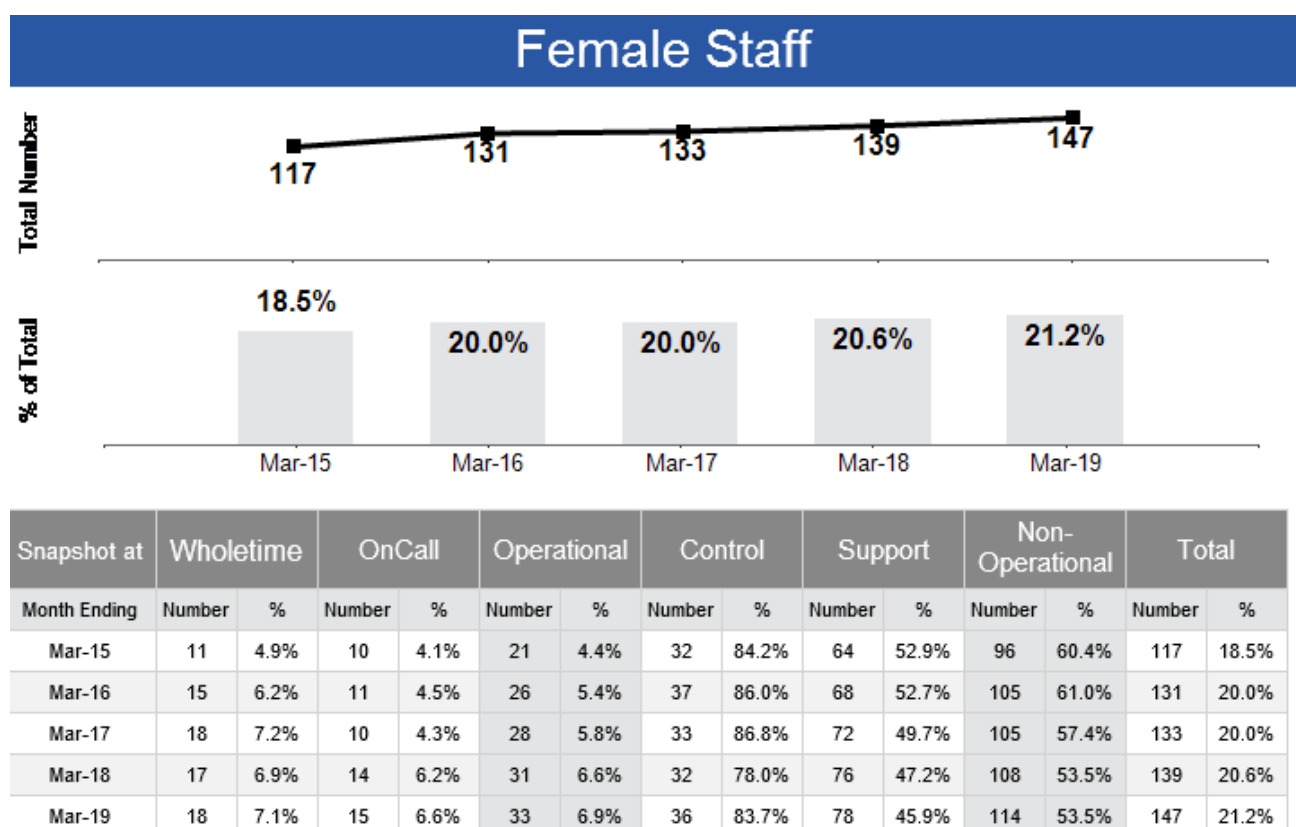 Female Staff
Total Number
117 131 133 139 147
% of Total
18.5% 20.0% 20.0% 20.6% 21.2%
Mar-15 Mar-16 Mar-17 Mar-18 Mar-19
Snapshot at Wholetime OnCall Operational Control Support Non-Operational Total
Month Ending Number % Number % Number % Number % Number % Number % Number %
Mar-15 11 4.9% 10 4.1% 21 4.4% 32 84.2% 64 52.9% 96 60.4% 117 18.5%
Mar-16 15 6.2% 11 4.5% 26 5.4% 37 86.0% 68 52.7% 105 61.0% 131 20.0%
Mar-17 18 7.2% 10 4.3% 28 5.8% 33 86.8% 72 49.7% 105 57.4% 133 20.0%
Mar-18 17 6.9% 14 6.2% 31 6.6% 32 78.0% 76 47.2% 108 53.5% 139 20.6%
Mar-19 18 7.1% 15 6.6% 33 6.9% 36 83.7% 78 45.9% 114 53.5% 147 21.2%